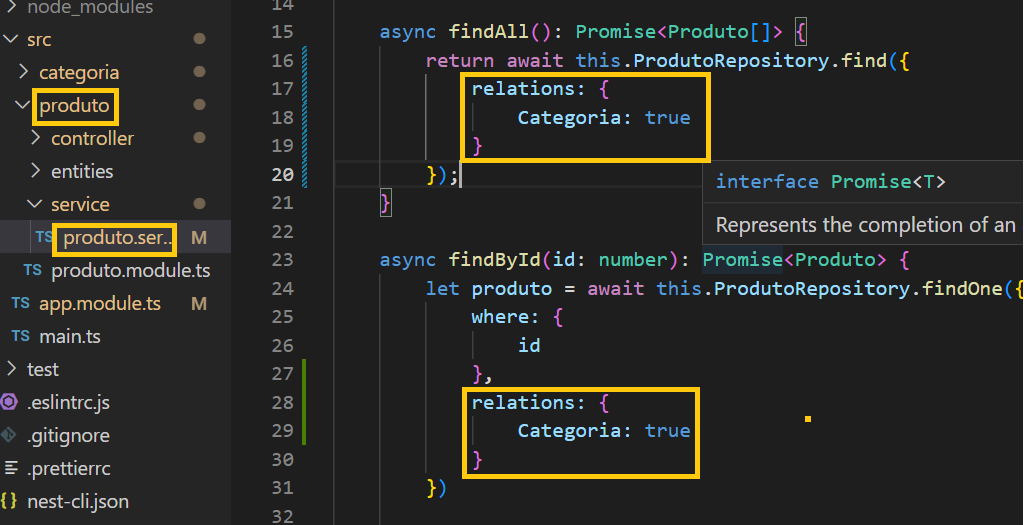 node_modules
src
categoria
produto
controller
entities
service
TS produto.ser... M
TS produto.module.ts
TS app.module.ts M
TS main.ts
test
.eslintrc.js
.gitignore
.prettierrc
{} nest-cli.json
14
15 async findAll(): Promise<Produto[]> {
16 return await this.ProdutoRepository.find({
17 relations: {
18 Categoria: true
19 }
20 });
21 }
22
23 async findById(id: number): Promise<Produto> {
24 let produto = await this.ProdutoRepository.findOne({
25 where: {
26 id
27 },
28 relations: {
29 Categoria: true
30 }
31 })
32
interface Promise<T>
Represents the completion of an